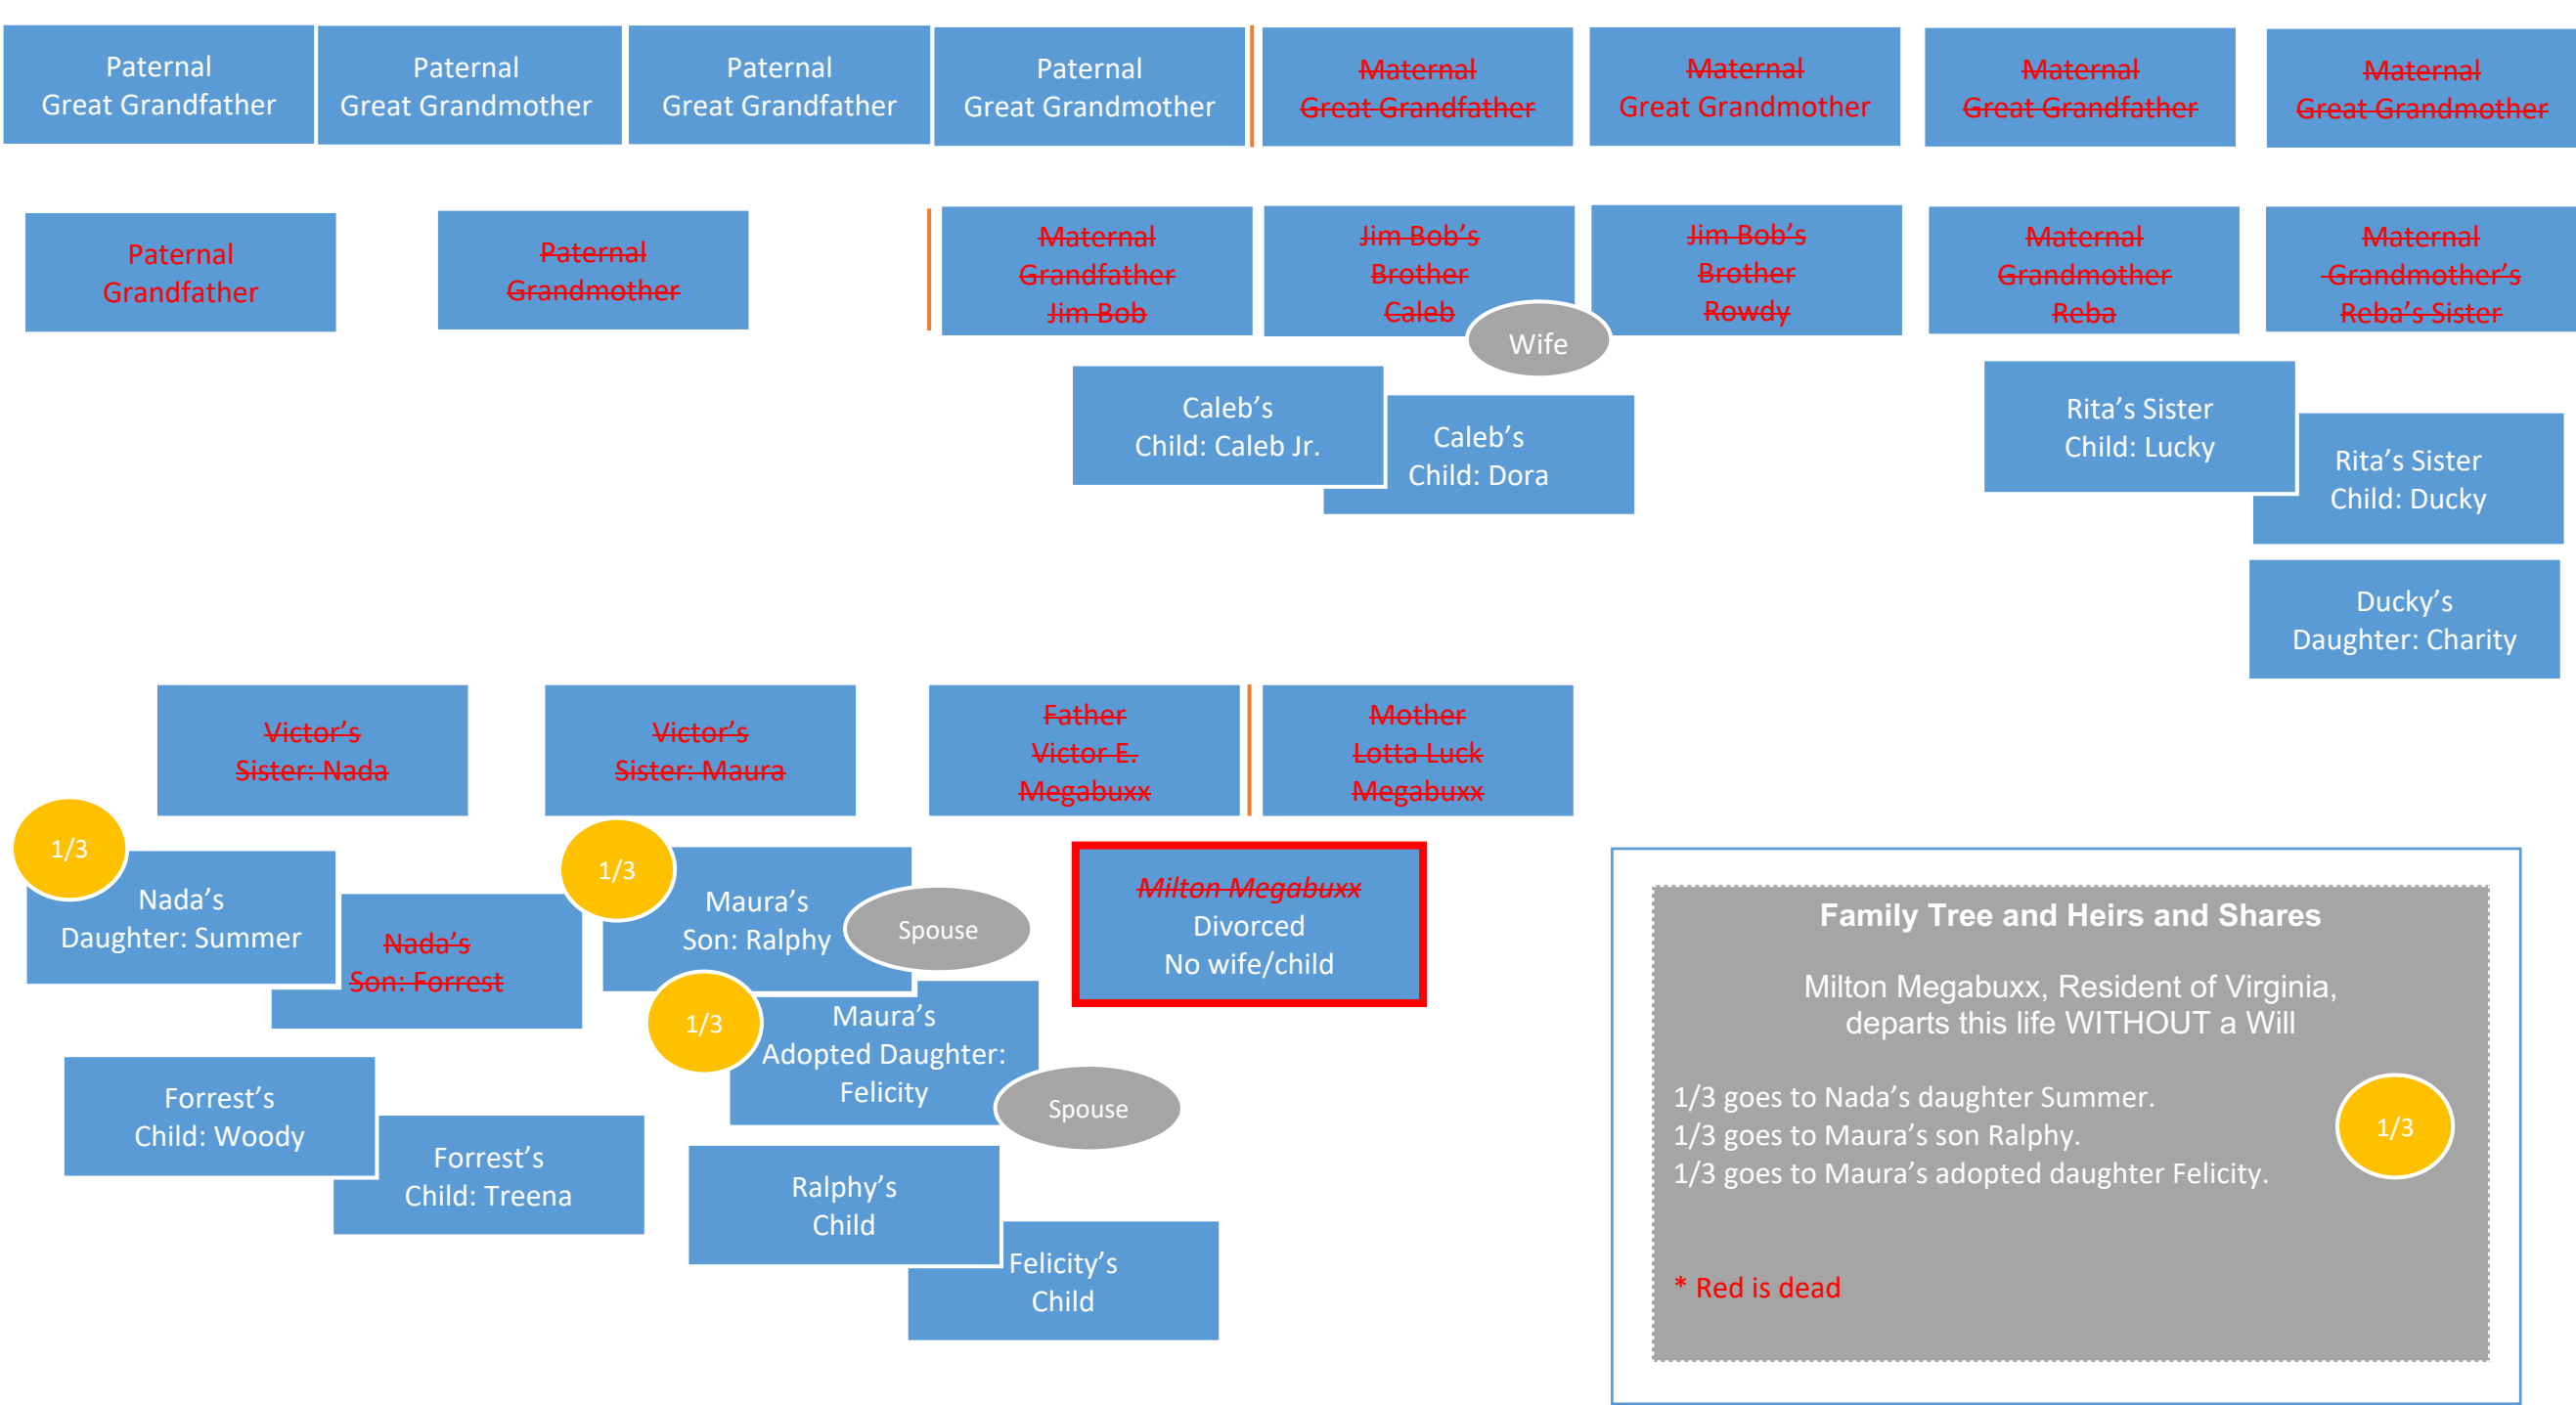 Paternal
Great Grandfather
Paternal
Great Grandmother
Paternal
Great Grandfather
Paternal
Great Grandmother
Maternal
Great Grandfather
Maternal
Great Grandmother
Maternal
Great Grandfather
Maternal
Great Grandmother
Paternal
Grandfather
Paternal
Grandmother
Maternal
Grandfather
Jim Bob
Jim Bob's
Brother
Caleb
Wife
Jim Bob's
Brother
Rowdy
Maternal
Grandmother
Reba
Maternal
Grandmother's
Reba's Sister
Caleb's
Child: Caleb Jr.
Caleb's
Child: Dora
Rita's Sister
Child: Lucky
Rita's Sister
Child: Ducky
Ducky's
Daughter: Charity
Victor's
Sister: Nada
Victor's
Sister: Maura
Father
Victor E.
Megabuxx
Mother
Lotta Luck
Megabuxx
1/3
Nada's
Daughter: Summer
Nada's
Son: Forrest
1/3
Maura's
Son: Ralphy
Spouse
1/3
Maura's
Adopted Daughter:
Felicity
Spouse
Milton Megabuxx
Divorced
No wife/child
Forrest's
Child: Woody
Forrest's
Child: Treena
Ralphy's
Child
Felicity's
Child
Family Tree and Heirs and Shares
Milton Megabuxx, Resident of Virginia,
departs this life WITHOUT a Will
1/3 goes to Nada's daughter Summer.
1/3 goes to Maura's son Ralphy.
1/3 goes to Maura's adopted daughter Felicity.
1/3
* Red is dead